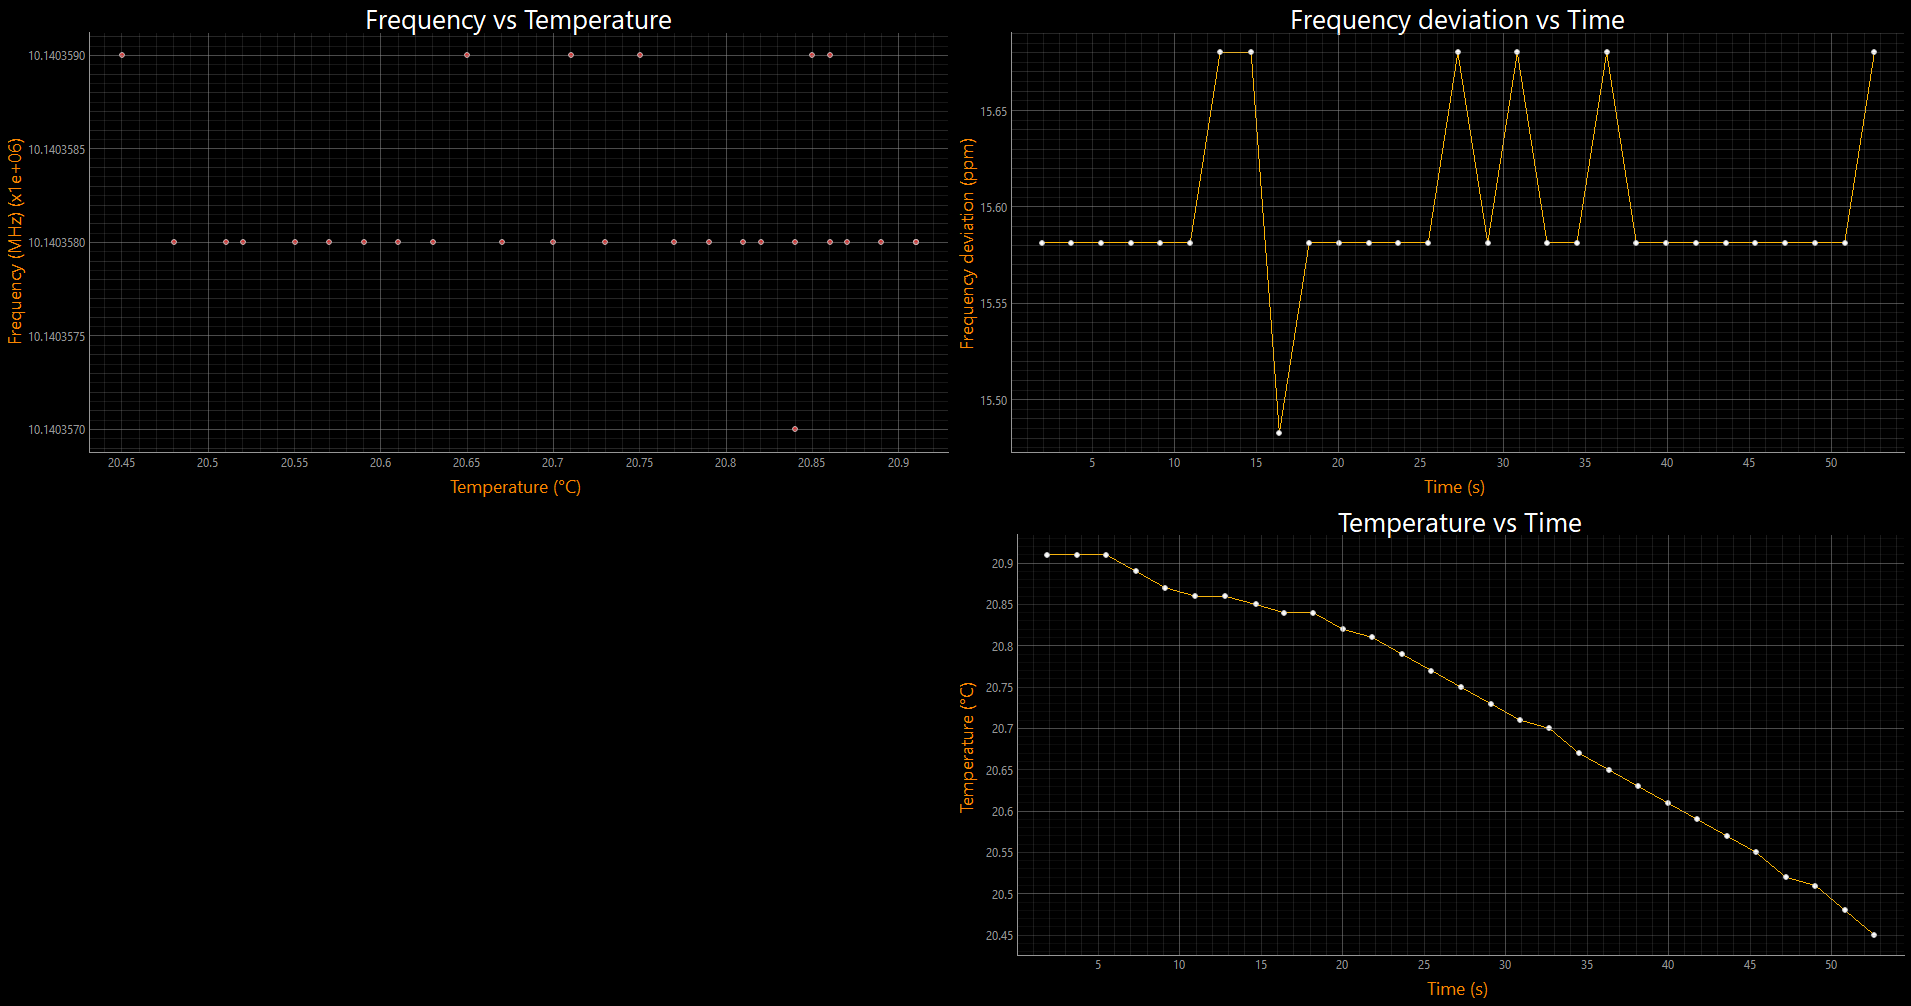 Frequency vs Temperature
Frequency (MHz) (x1e+06)
10.1403590
10.1403585
10.1403580
10.1403575
10.1403570
20.45 20.5 20.55 20.6 20.65 20.7 20.75 20.8 20.85 20.9
Temperature (°C)
Frequency deviation vs Time
Frequency deviation (ppm)
15.65
15.60
15.55
15.50
5 10 15 20 25 30 35 40 45 50
Time (s)
Temperature vs Time
Temperature (°C)
20.9
20.85
20.8
20.75
20.7
20.65
20.6
20.55
20.5
20.45
5 10 15 20 25 30 35 40 45 50
Time (s)